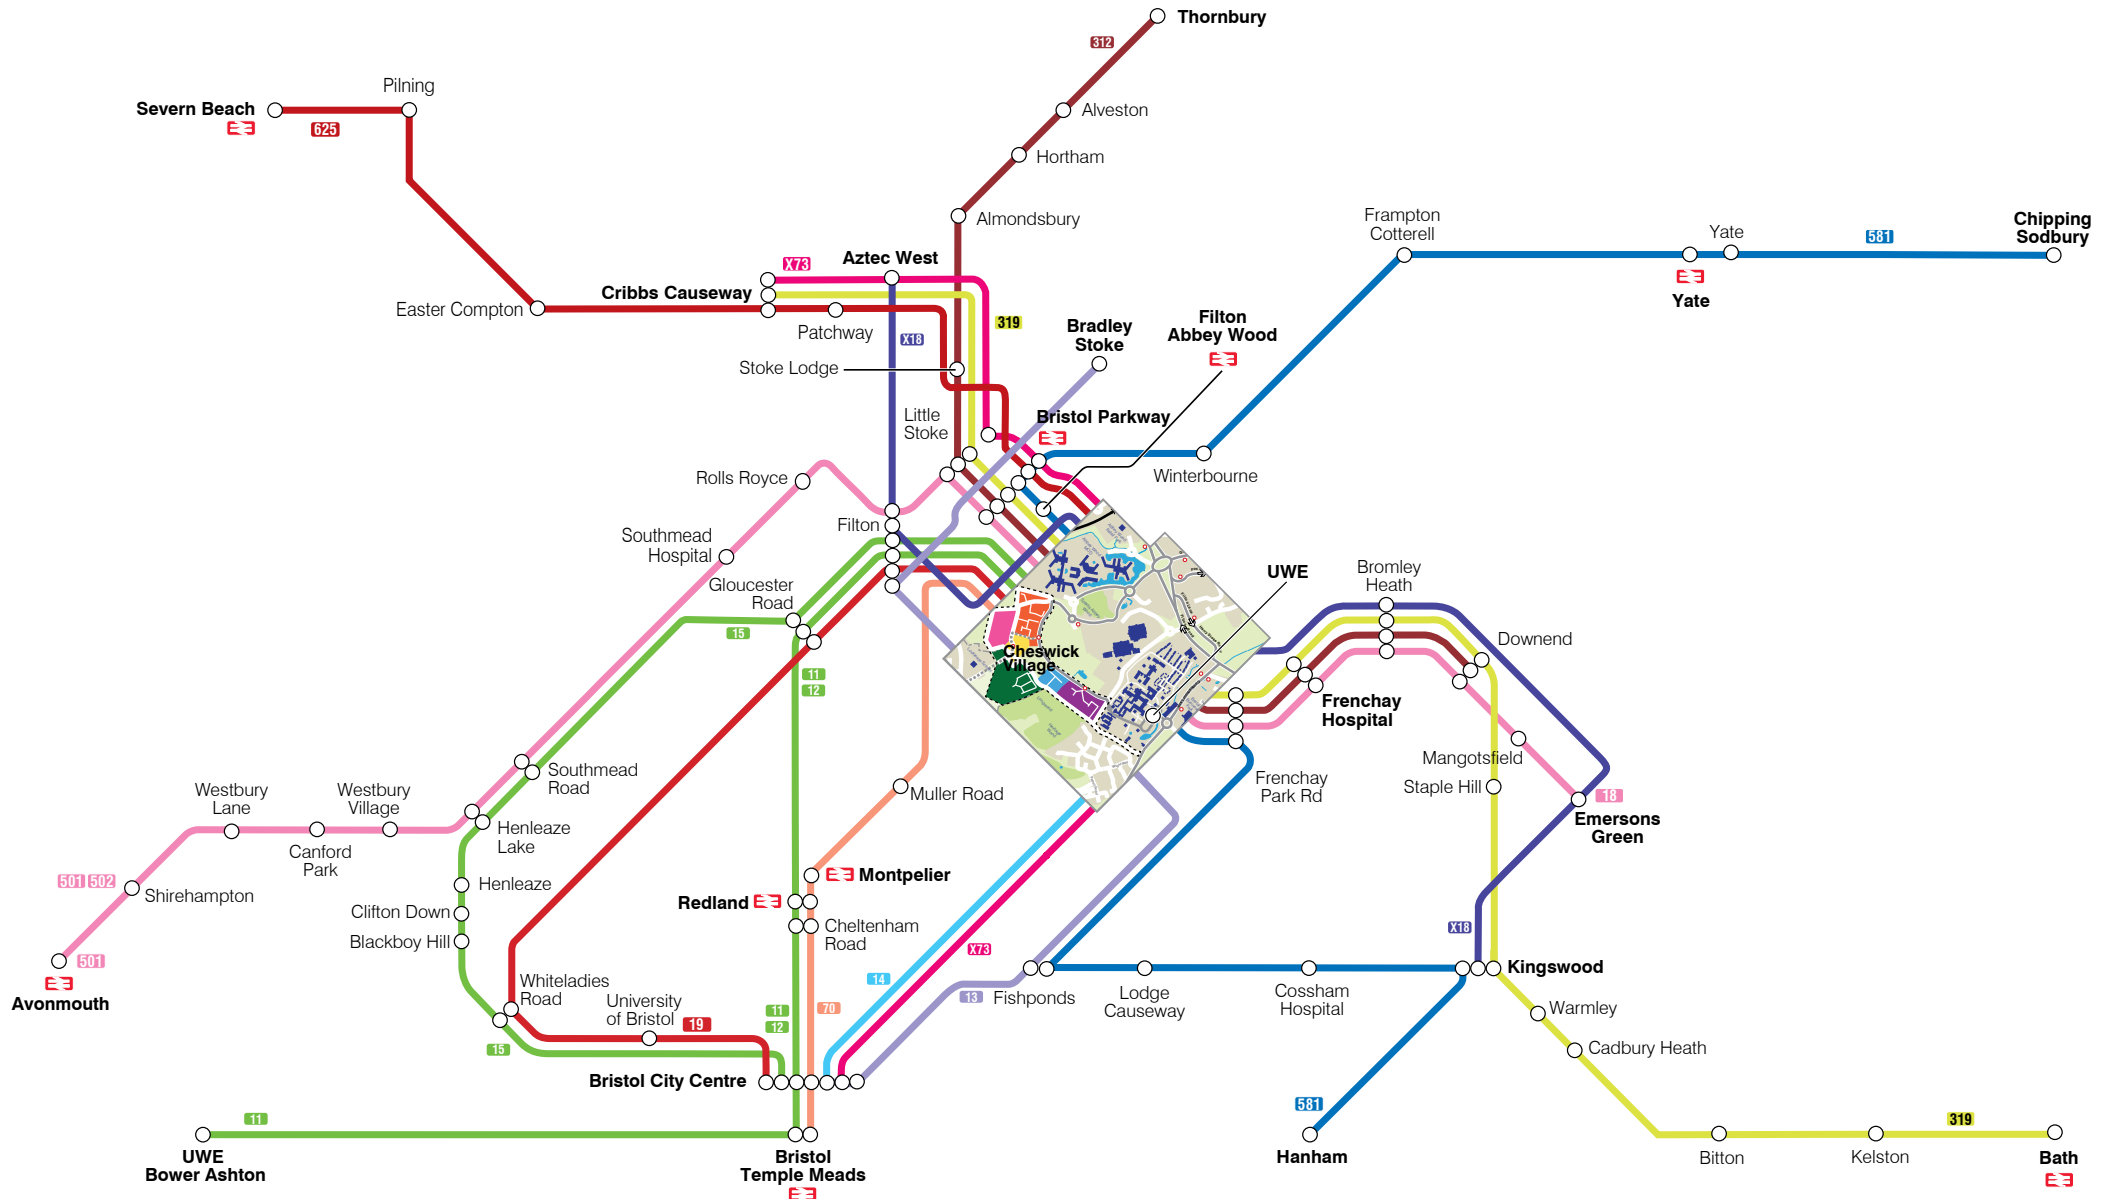 Thornbury
312
Pilning
Severn Beach
625
Alveston
Hortham
Almondsbury
Frampton
Cotterell
Yate
581
Chipping
Sodbury
Aztec West
X73
Cribbs Causeway
Easter Compton
Patchway
X18
319
Bradley
Stoke
Filton
Abbey Wood
Yate
Stoke Lodge
Little
Stoke
Bristol Parkway
Rolls Royce
Winterbourne
Filton
Southmead
Hospital
Gloucester
Road
15
UWE
Bromley
Heath
Downend
Cheswick
Village
11
12
Frenchay
Hospital
Mangotsfield
Southmead
Road
Westbury
Lane
Westbury
Village
Muller Road
Frenchay
Park Rd
Staple Hill
18
Emersons
Green
Henleaze
Lake
Canford
Park
501 502
Shirehampton
Henleaze
Montpelier
Redland
Clifton Down
Blackboy Hill
Cheltenham
Road
X18
X73
501
Avonmouth
Kingswood
14
13
Fishponds
Lodge
Causeway
Cossham
Hospital
Whiteladies
Road
University
of Bristol
19
11
12
70
Warmley
15
Cadbury Heath
Bristol City Centre
581
11
319
UWE
Bower Ashton
Bristol
Temple Meads
Hanham
Bitton
Kelston
Bath